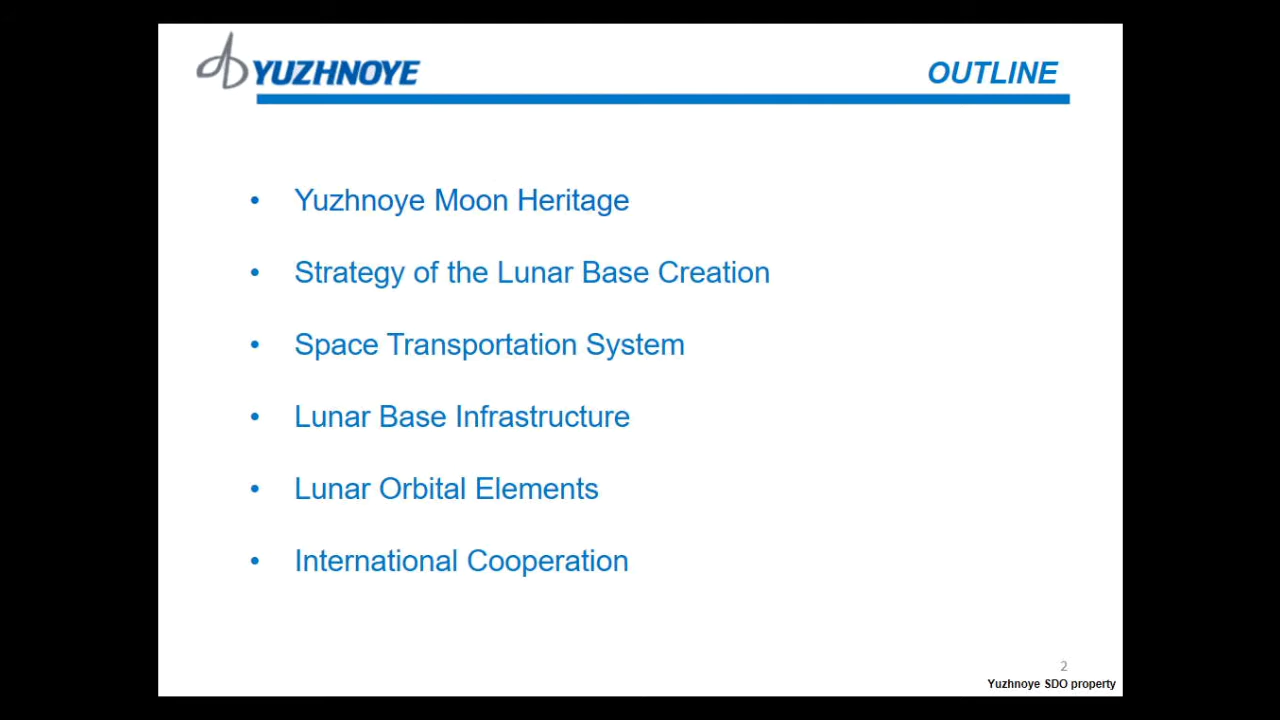 YUZHNOYE
OUTLINE
• Yuzhnoye Moon Heritage
• Strategy of the Lunar Base Creation
• Space Transportation System
• Lunar Base Infrastructure
• Lunar Orbital Elements
• International Cooperation
2
Yuzhnoye SDO property